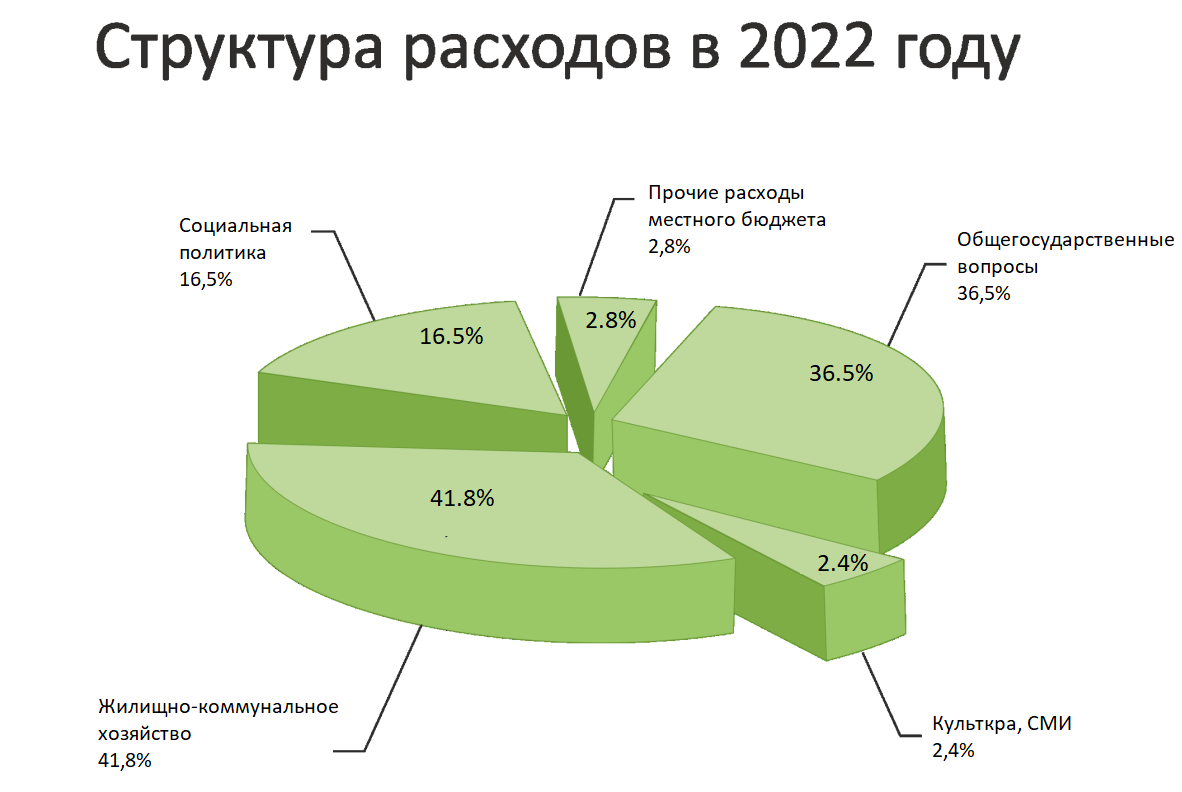 Структура расходов в 2022 году
Прочие расходы
местного бюджета
2,8%
Социальная
политика
16,5%
Общегосударственные
вопросы
36,5%
2.8%
16.5%
36.5%
41.8%
2.4%
Жилищно-коммунальное
хозяйство
41,8%
Культкра, СМИ
2,4%